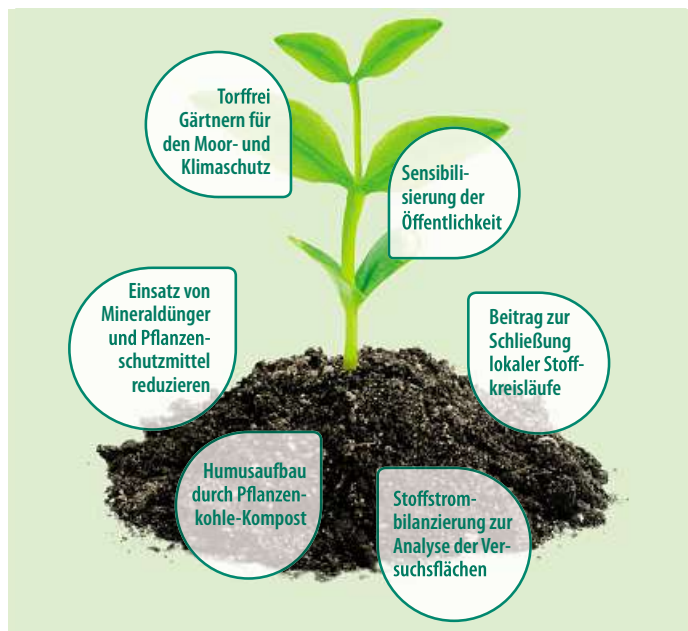 Torffrei
Gärtnern für
den Moor- und
Klimaschutz
Sensibili-
sierung der
Öffentlichkeit
Einsatz von
Mineraldünger
und Pflanzen-
schutzmittel
reduzieren
Beitrag zur
Schließung
lokaler Stoff-
kreisläufe
Humusaufbau
durch Pflanzen-
kohle-Kompost
Stoffstrom-
bilanzierung zur
Analyse der Ver-
suchsflächen